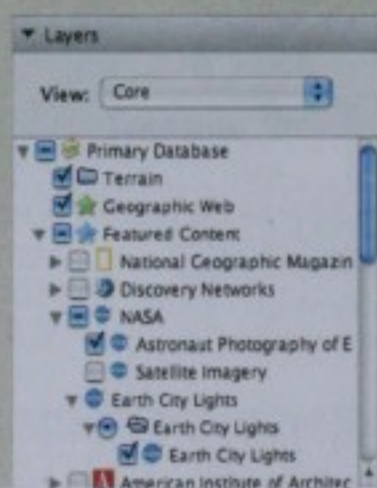 Layers
View: Core
Primary Database
Terrain
Geographic Web
Featured Content
National Geographic Magazin
Discovery Networks
NASA
Astronaut Photography of E
Satellite Imagery
Earth City Lights
Earth City Lights
Earth City Lights
American Institute of Architec